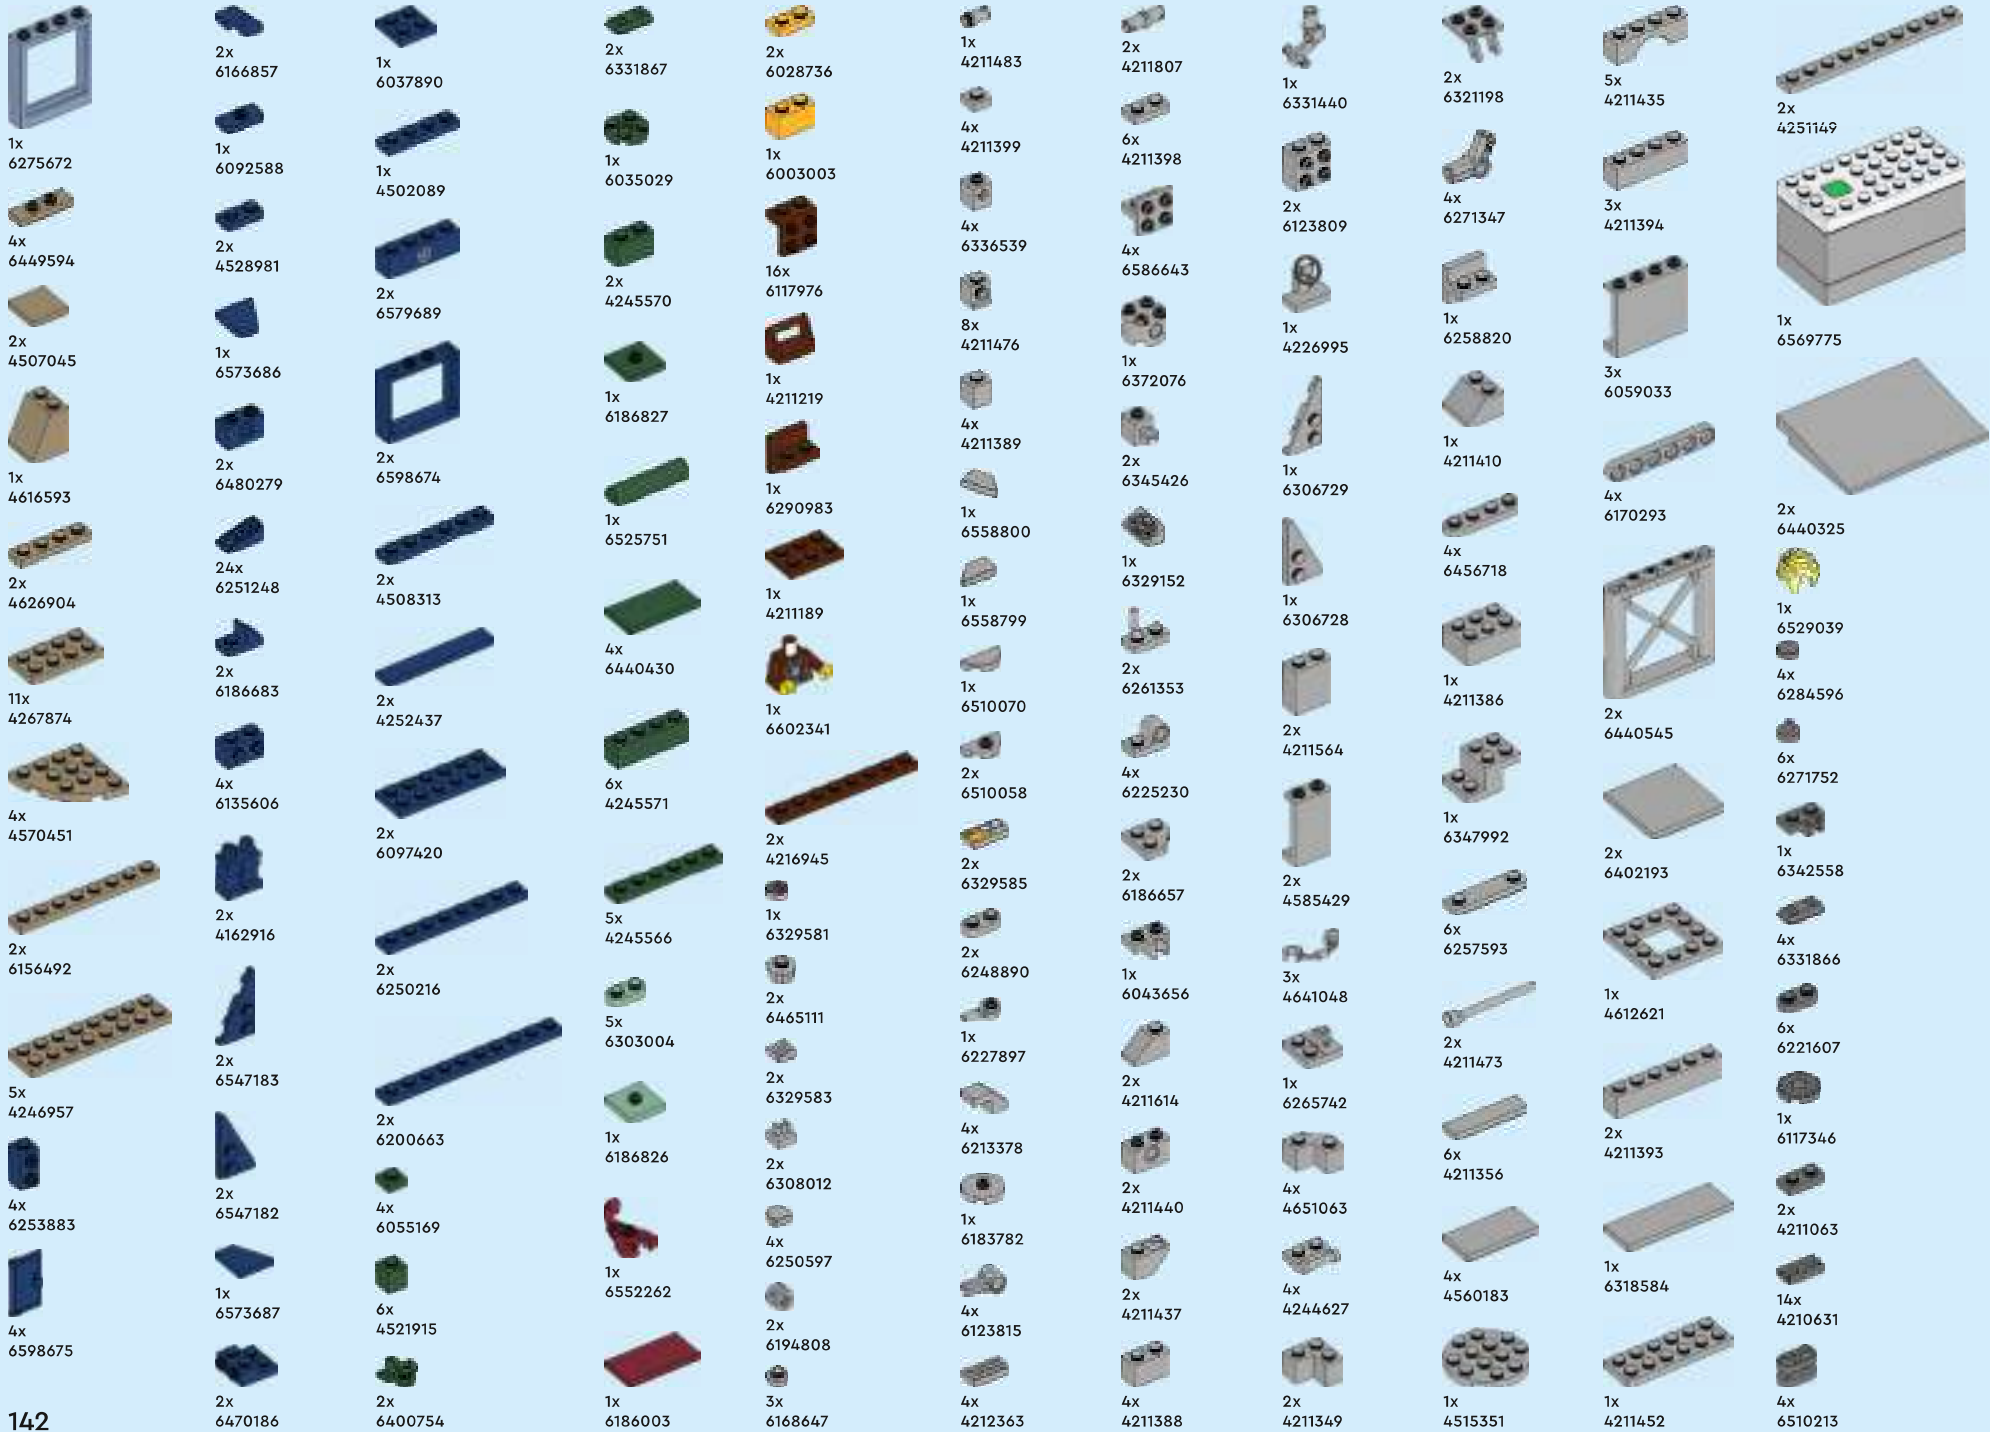 1x
6275672
4x
6449594
2x
4507045
1x
4616593
2x
4626904
11x
4267874
4x
4570451
2x
6156492
5x
4246957
4x
6253883
4x
6598675
142
2x
6166857
1x
6092588
2x
4528981
1x
6573686
2x
6480279
24x
6251248
2x
6186683
4x
6135606
2x
4162916
2x
6547183
2x
6547182
1x
6573687
2x
6470186
1x
6037890
1x
4502089
2x
6579689
2x
6598674
2x
4508313
2x
4252437
2x
6097420
2x
6250216
2x
6200663
4x
6055169
6x
4521915
2x
6400754
2x
6331867
1x
6035029
2x
4245570
1x
6186827
1x
6525751
4x
6440430
6x
4245571
5x
4245566
5x
6303004
1x
6186826
1x
6552262
1x
6186003
2x
6028736
1x
6003003
16x
6117976
1x
4211219
1x
6290983
1x
4211189
1x
6602341
2x
4216945
1x
6329581
2x
6465111
2x
6329583
2x
6308012
4x
6250597
2x
6194808
3x
6168647
1x
4211483
4x
4211399
4x
6336539
8x
4211476
4x
4211389
1x
6558800
1x
6558799
1x
6510070
2x
6510058
2x
6329585
2x
6248890
1x
6227897
4x
6213378
1x
6183782
4x
6123815
4x
4212363
2x
4211807
6x
4211398
4x
6586643
1x
6372076
2x
6345426
1x
6329152
2x
6261353
4x
6225230
2x
6186657
1x
6043656
2x
4211614
2x
4211440
2x
4211437
4x
4211388
1x
6331440
2x
6123809
1x
4226995
1x
6306729
1x
6306728
2x
4211564
2x
4585429
3x
4641048
1x
6265742
4x
4651063
4x
4244627
2x
4211349
2x
6321198
4x
6271347
1x
6258820
1x
4211410
4x
6456718
1x
4211386
1x
6347992
6x
6257593
2x
4211473
6x
4211356
4x
4560183
1x
4515351
5x
4211435
3x
4211394
3x
6059033
4x
6170293
2x
6440545
2x
6402193
1x
4612621
2x
4211393
1x
6318584
1x
4211452
2x
4251149
1x
6569775
2x
6440325
1x
6529039
4x
6284596
6x
6271752
1x
6342558
4x
6331866
6x
6221607
1x
6117346
2x
4211063
14x
4210631
4x
6510213